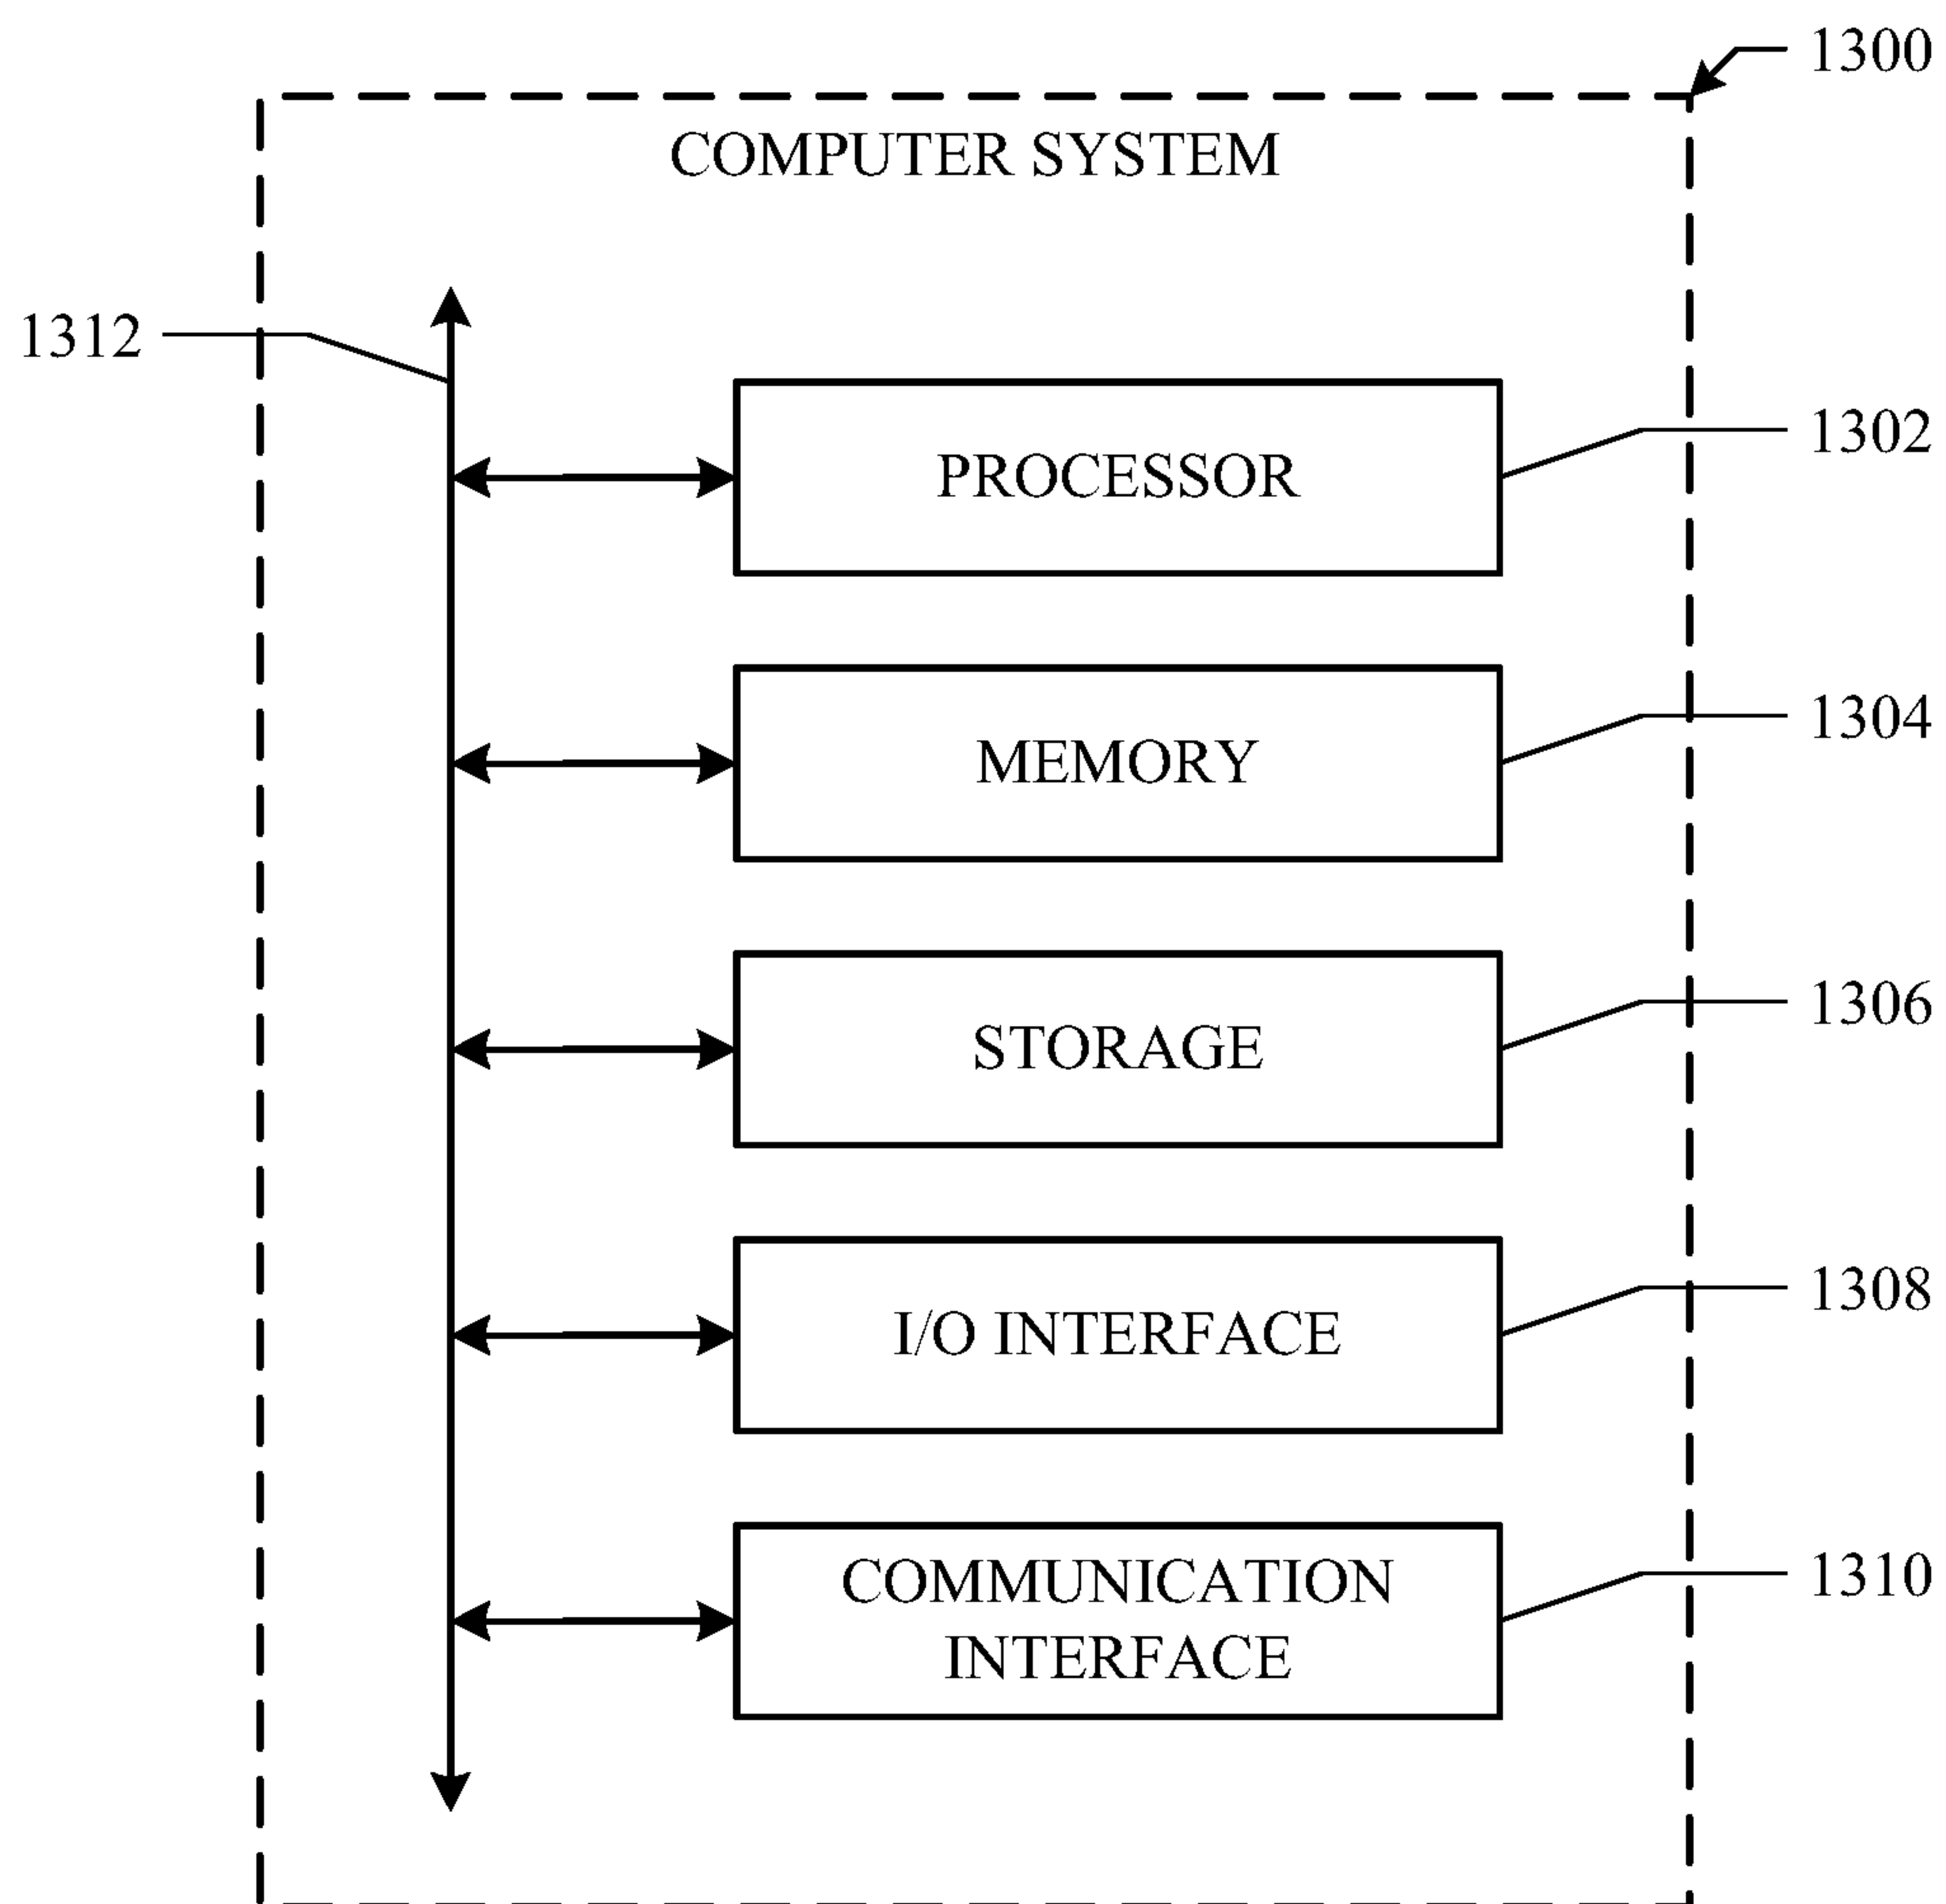 1300
COMPUTER SYSTEM
1312
1302
PROCESSOR
1304
MEMORY
1306
STORAGE
1308
I/O INTERFACE
1310
COMMUNICATION
INTERFACE